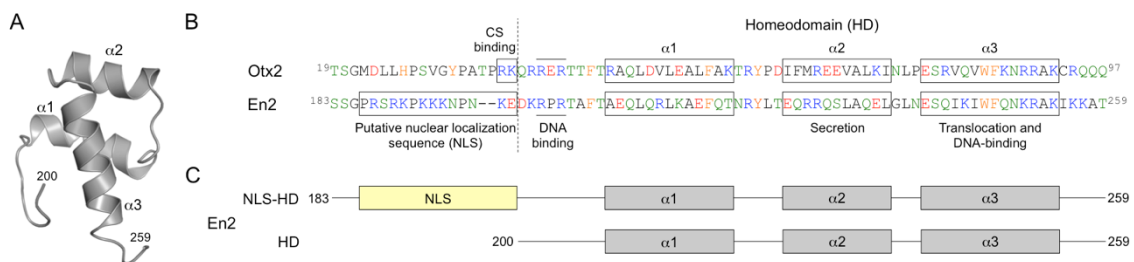 A
α2
α1
200
α3
259
B
Homeodomain (HD)
CS
binding
α1
α2
α3
Otx2
19TSGMDLLHPSVGYPATPRKQRRERTTFTRAQLDVLEALFAKTRYPDIFMREEVALKINLPESRVQVWFKNRRAKCRQQQ97
En2
183SSGPRSRKPKKKNPN--KEDKRPRTAFTAEQLQRLKAEFQTNRYLTEQRRQSLAQELGLNESQIKIWFQNKRAKIKKAT259
Putative nuclear localization
sequence (NLS)
DNA
binding
Secretion
Translocation and
DNA-binding
C
En2
NLS-HD
183
NLS
α1
α2
α3
259
HD
200
α1
α2
α3
259